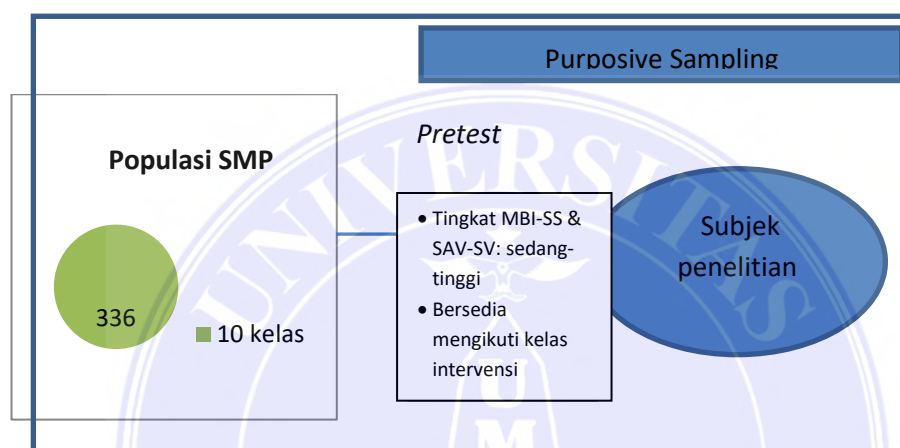 Purposive Sampling
Pretest
Populasi SMP
• Tingkat MBI-SS &
SAV-SV: sedang-
tinggi
• Bersedia
mengikuti kelas
intervensi
Subjek
penelitian
336
10 kelas
UNIVERSITAS
U
M